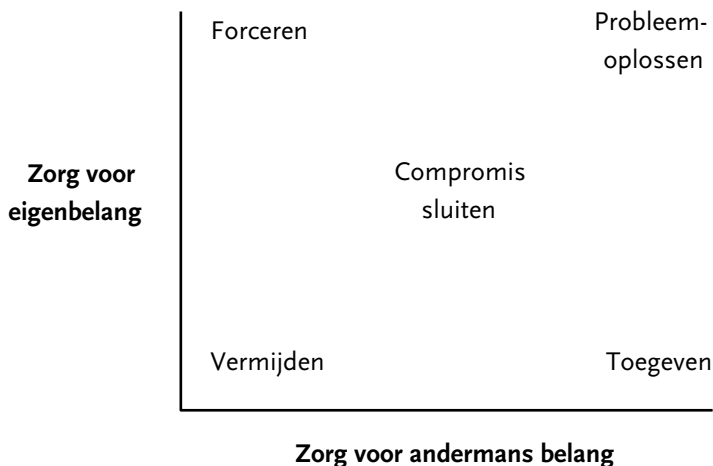 Forceren
Probleem-
oplossen
Zorg voor
eigenbelang
Compromis
sluiten
Vermijden
Toegeven
Zorg voor andermans belang